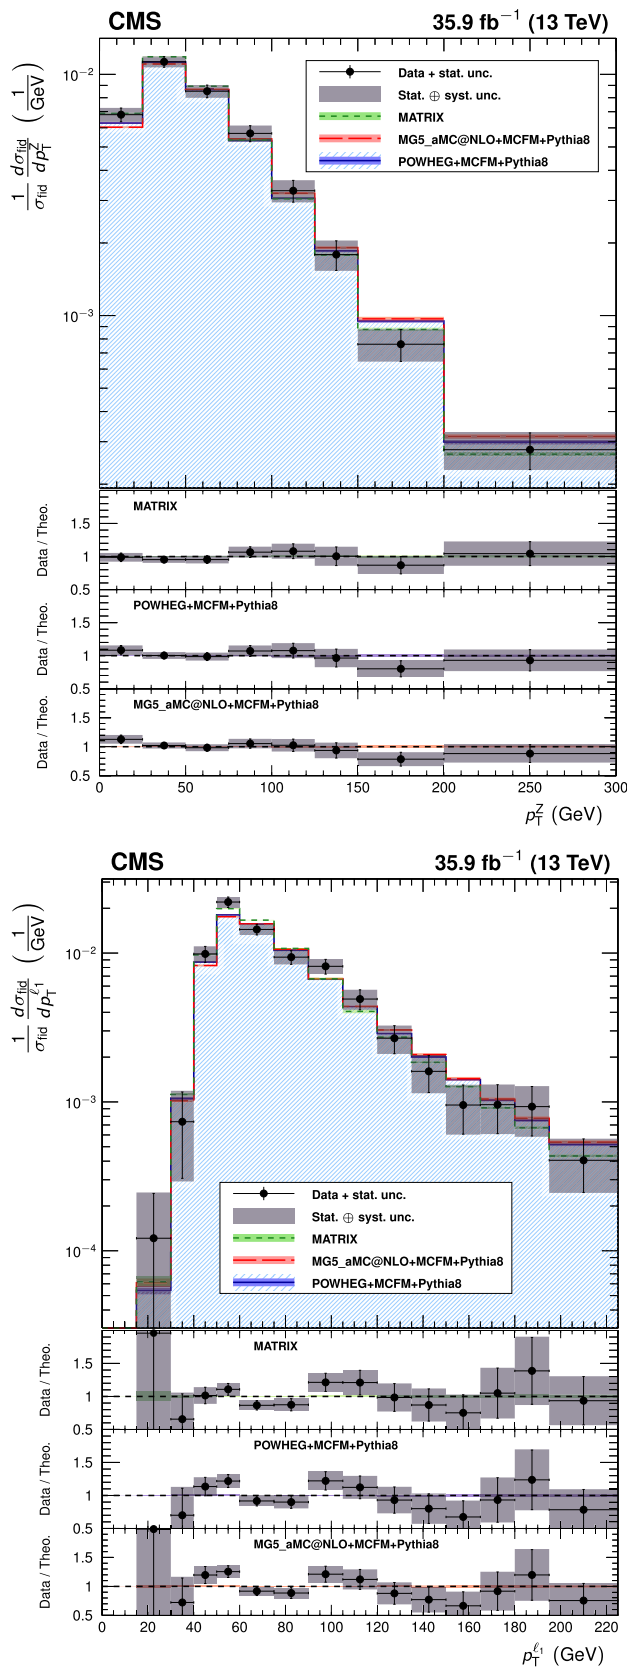 CMS 35.9 fb⁻¹ (13 TeV)
1/σ_fid dσ_fid/dp_T^Z (1/GeV)
10⁻²
10⁻³
Data + stat. unc.
Stat. ⊕ syst. unc.
MATRIX
MG5_aMC@NLO+MCFM+Pythia8
POWHEG+MCFM+Pythia8
MATRIX
Data / Theo.
1.5
1
0.5
POWHEG+MCFM+Pythia8
Data / Theo.
1.5
1
0.5
MG5_aMC@NLO+MCFM+Pythia8
Data / Theo.
1.5
1
0.5
0 50 100 150 200 250 300
p_T^Z (GeV)
CMS 35.9 fb⁻¹ (13 TeV)
1/σ_fid dσ_fid/dp_T^ℓ₁ (1/GeV)
10⁻²
10⁻³
10⁻⁴
Data + stat. unc.
Stat. ⊕ syst. unc.
MATRIX
MG5_aMC@NLO+MCFM+Pythia8
POWHEG+MCFM+Pythia8
MATRIX
Data / Theo.
1.5
1
0.5
POWHEG+MCFM+Pythia8
Data / Theo.
1.5
1
0.5
MG5_aMC@NLO+MCFM+Pythia8
Data / Theo.
1.5
1
0.5
0 20 40 60 80 100 120 140 160 180 200 220
p_T^ℓ₁ (GeV)